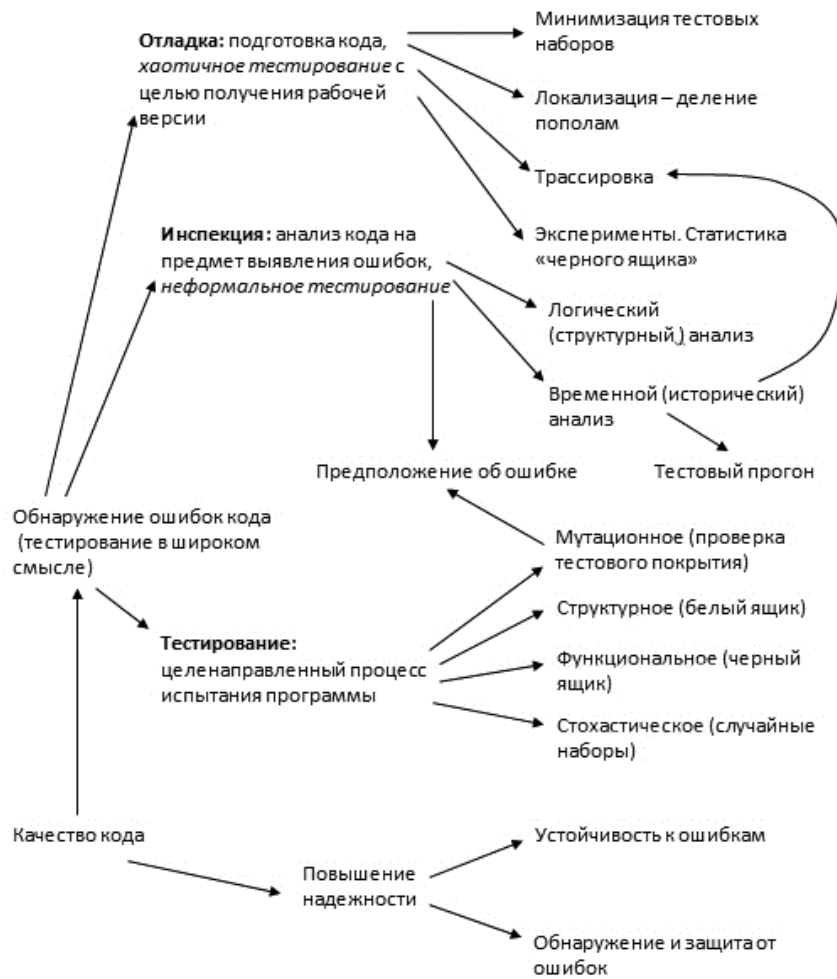 Отладка: подготовка кода,
хаотичное тестирование с
целью получения рабочей
версии
Минимизация тестовых
наборов
Локализация – деление
пополам
Трассировка
Эксперименты. Статистика
«черного ящика»
Инспекция: анализ кода на
предмет выявления ошибок,
неформальное тестирование
Логический
(структурный,) анализ
Временной (исторический)
анализ
Предположение об ошибке
Тестовый прогон
Обнаружение ошибок кода
(тестирование в широком
смысле)
Мутационное (проверка
тестового покрытия)
Структурное (белый ящик)
Функциональное (черный
ящик)
Стохастическое (случайные
наборы)
Тестирование:
целенаправленный процесс
испытания программы
Качество кода
Повышение
надежности
Устойчивость к ошибкам
Обнаружение и защита от
ошибок